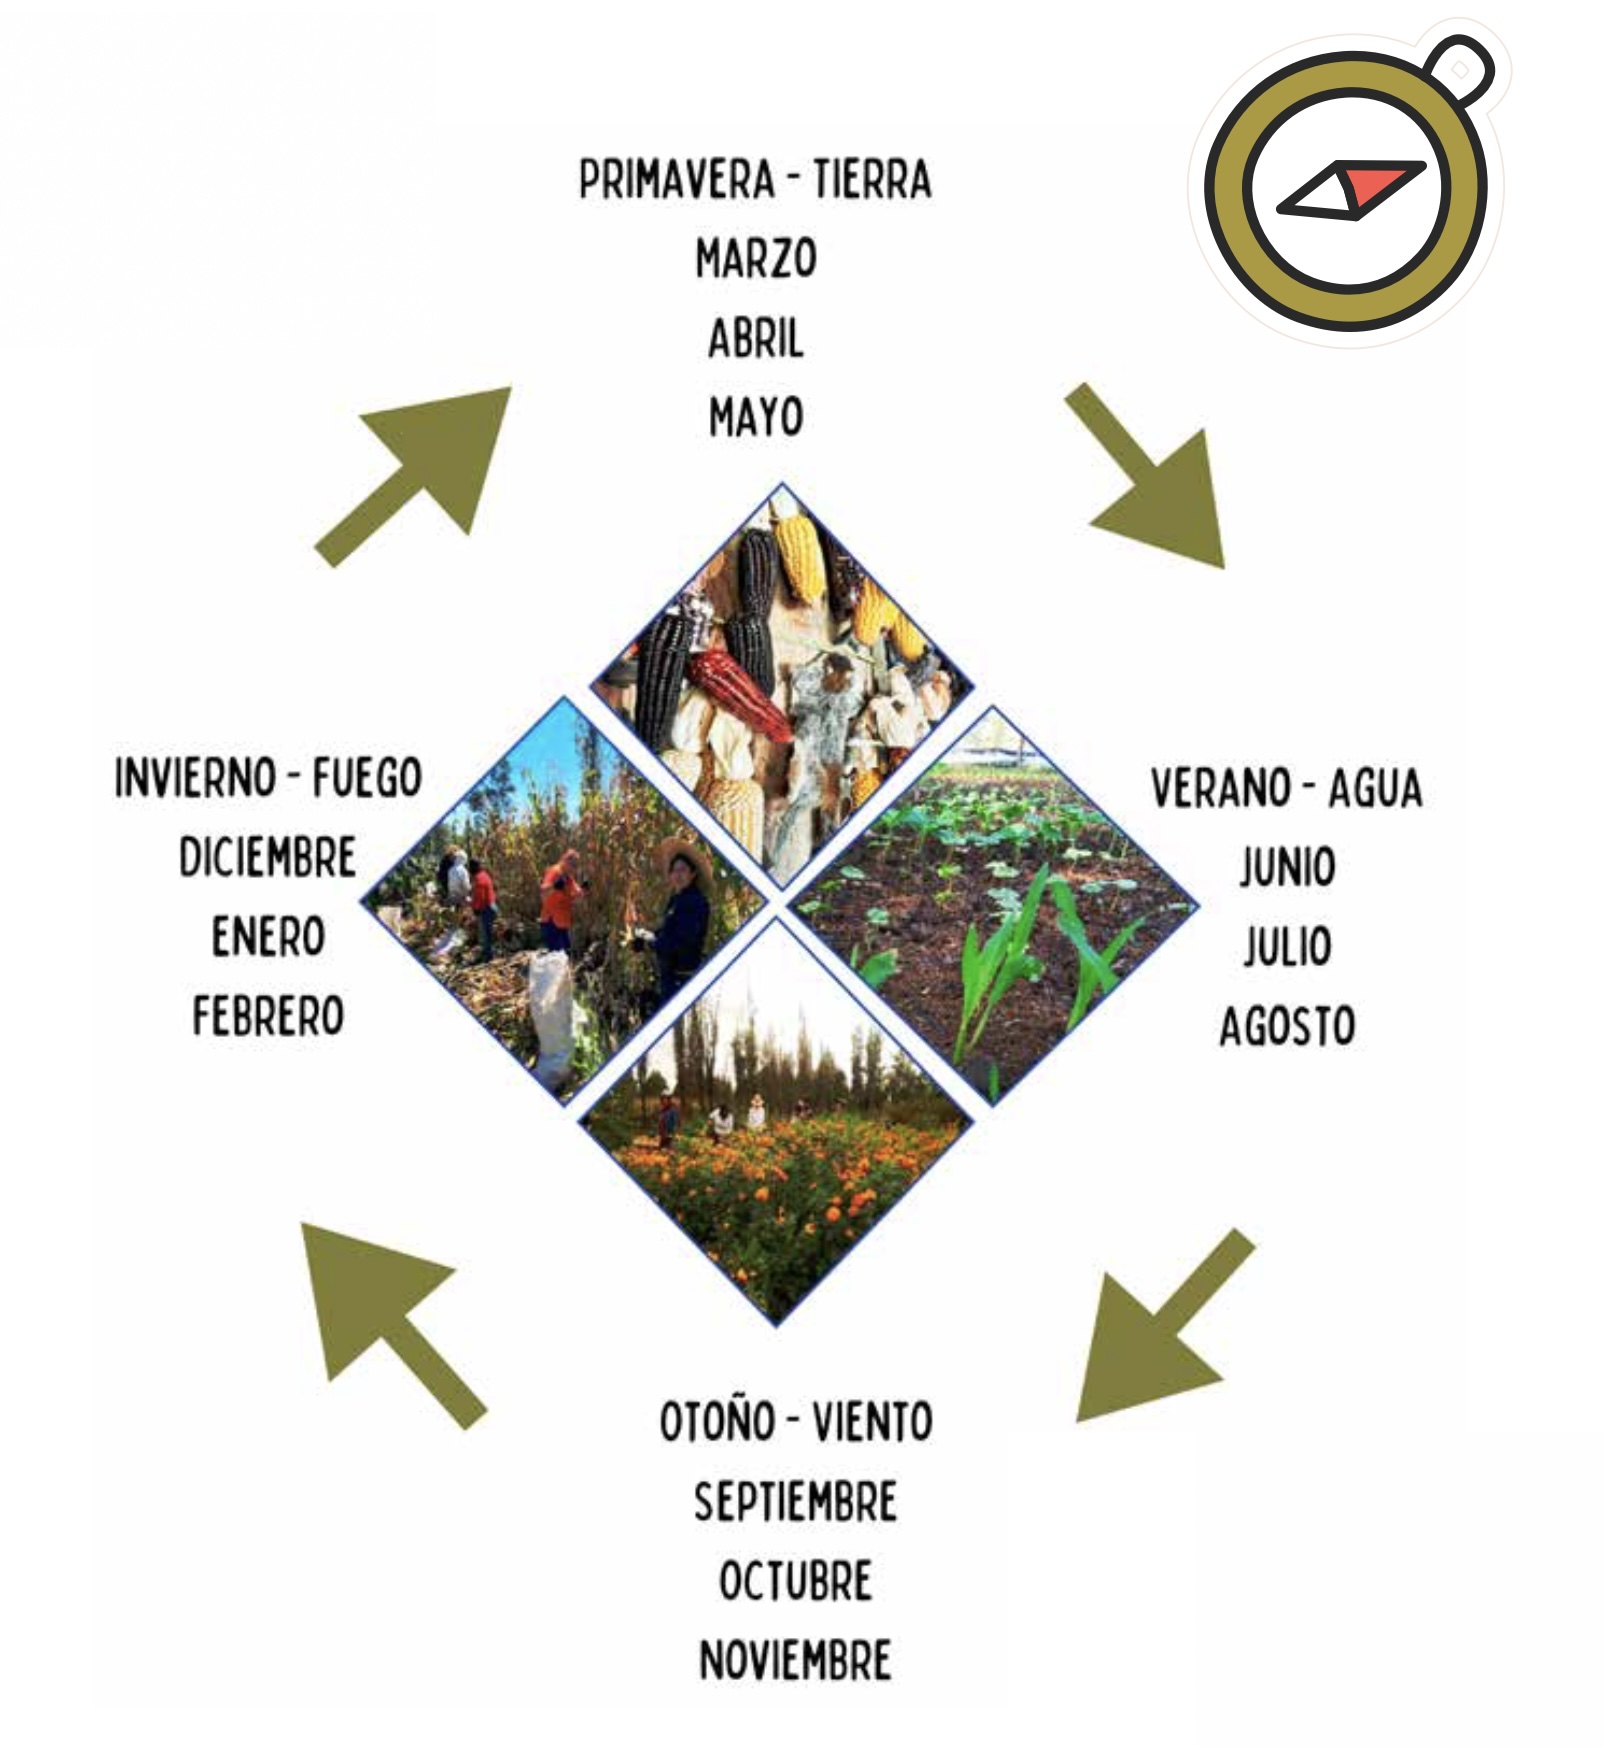 PRIMAVERA - TIERRA
MARZO
ABRIL
MAYO
INVIERNO - FUEGO
DICIEMBRE
ENERO
FEBRERO
VERANO - AGUA
JUNIO
JULIO
AGOSTO
OTOÑO - VIENTO
SEPTIEMBRE
OCTUBRE
NOVIEMBRE